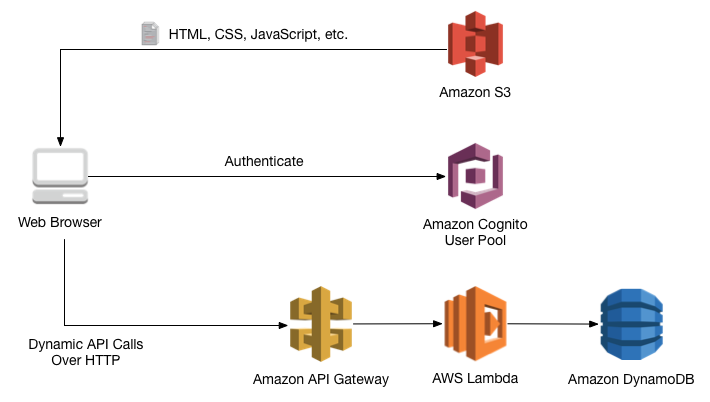 HTML, CSS, JavaScript, etc.
Amazon S3
Authenticate
Web Browser
Amazon Cognito
User Pool
Dynamic API Calls
Over HTTP
Amazon API Gateway
AWS Lambda
Amazon DynamoDB